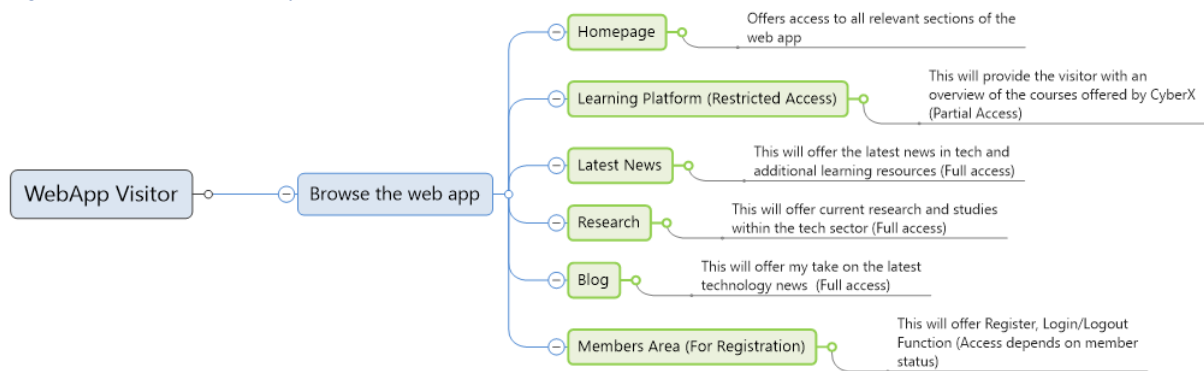 WebApp Visitor
Browse the web app
Homepage
Offers access to all relevant sections of the
web app
Learning Platform (Restricted Access)
This will provide the visitor with an
overview of the courses offered by CyberX
(Partial Access)
Latest News
This will offer the latest news in tech and
additional learning resources (Full access)
Research
This will offer current research and studies
within the tech sector (Full access)
Blog
This will offer my take on the latest
technology news  (Full access)
Members Area (For Registration)
This will offer Register, Login/Logout
Function (Access depends on member
status)